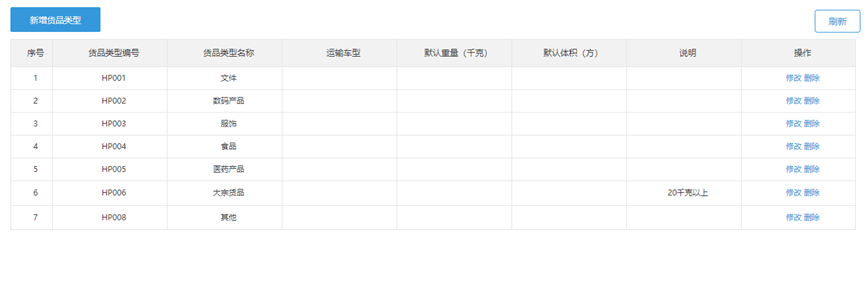 新增货品类型
刷新
序号 货品类型编号 货品类型名称 运输车型 默认重量（千克） 默认体积（方） 说明 操作
1 HP001 文件 修改 删除
2 HP002 数码产品 修改 删除
3 HP003 服饰 修改 删除
4 HP004 食品 修改 删除
5 HP005 医药产品 修改 删除
6 HP006 大宗货品 20千克以上 修改 删除
7 HP008 其他 修改 删除